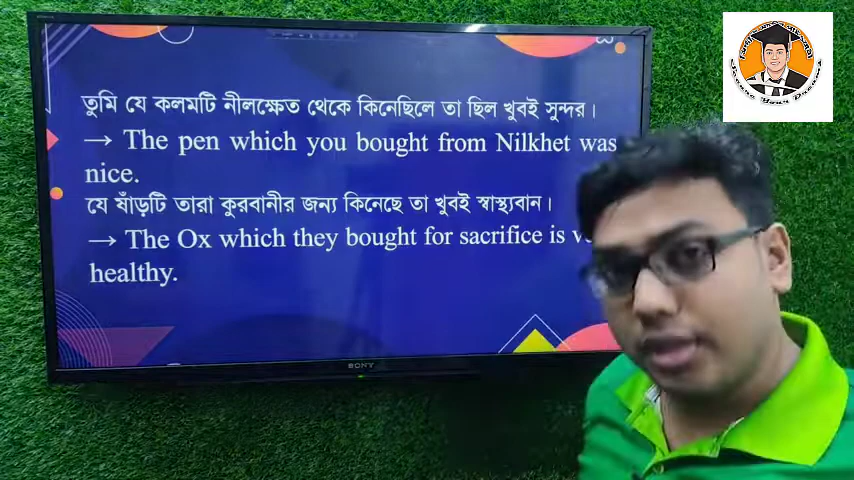 তুমি যে কলমটি নীলক্ষেত থেকে কিনেছিলে তা ছিল খুবই সুন্দর।
→ The pen which you bought from Nilkhet was
nice.
যে ষাঁড়টি তারা কুরবানীর জন্য কিনেছে তা খুবই স্বাস্থ্যবান।
→ The Ox which they bought for sacrifice is
healthy.
SONY